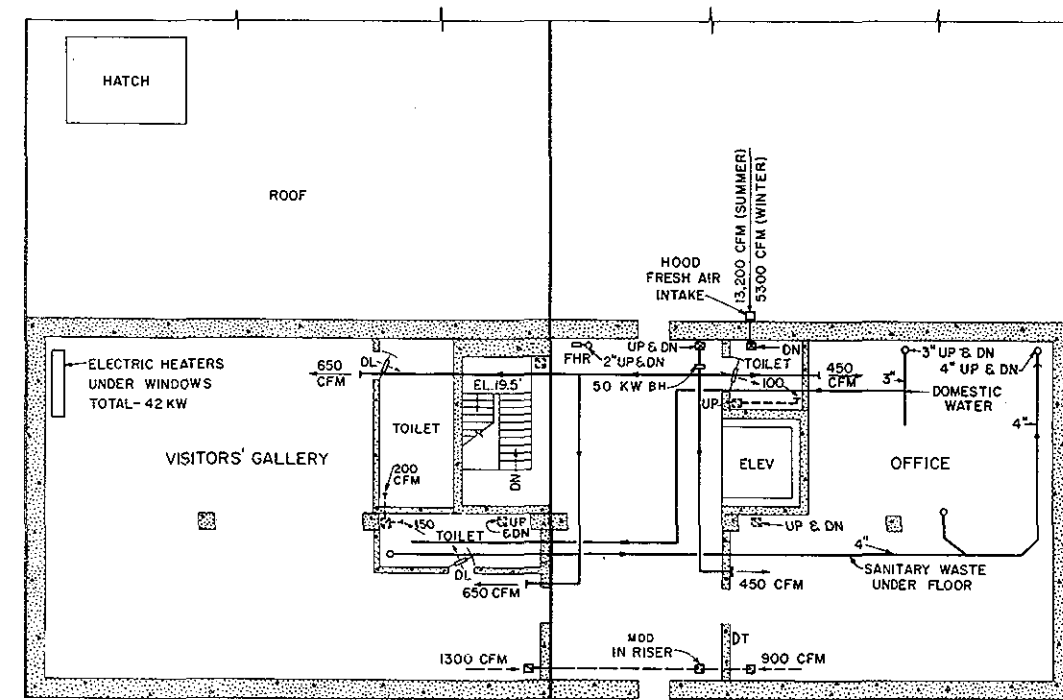 HATCH
ROOF
13,200 CFM (SUMMER)
5300 CFM (WINTER)
HOOD
FRESH AIR
INTAKE
ELECTRIC HEATERS
UNDER WINDOWS
TOTAL-42 KW
650
CFM
DL
EL.19.5'
FHR
2" UP & DN
UP & DN
50 KW BH
TOILET
DN
100
UP
450
CFM
3" UP & DN
4" UP & DN
3"
DOMESTIC
WATER
4"
VISITORS' GALLERY
TOILET
DN
ELEV
OFFICE
200
CFM
150
TOILET
UP
& DN
UP & DN
DL
4"
SANITARY WASTE
UNDER FLOOR
650 CFM
450 CFM
1300 CFM
MOD
IN RISER
DT
900 CFM